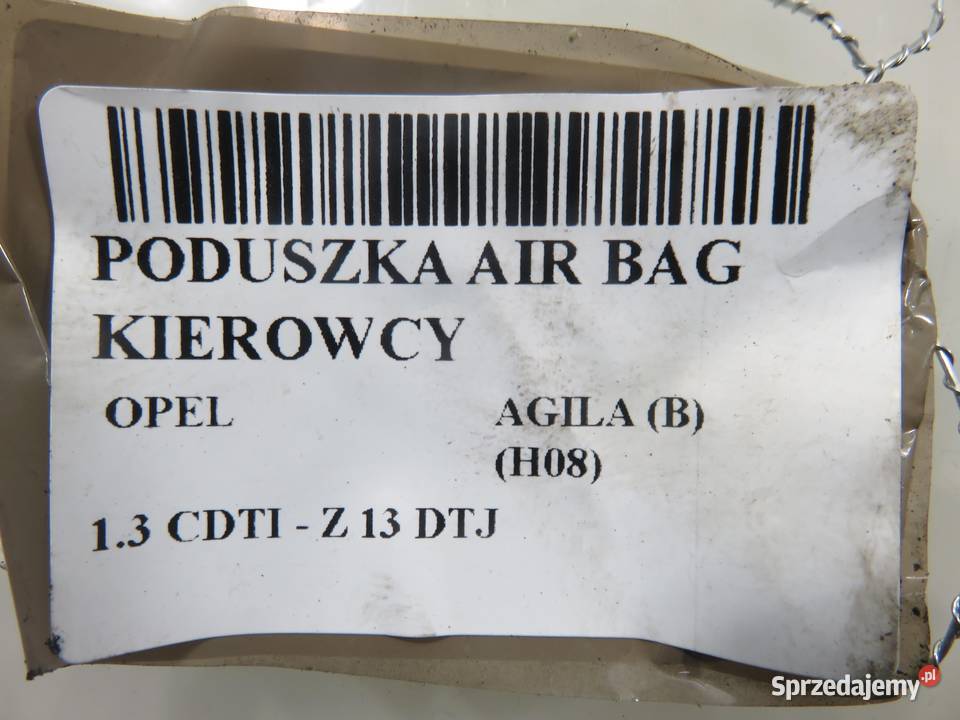 PODUSZKA AIR BAG
KIEROWCY
OPEL AGILA (B)
(H08)
1.3 CDTI - Z 13 DTJ
Sprzedajemy.pl